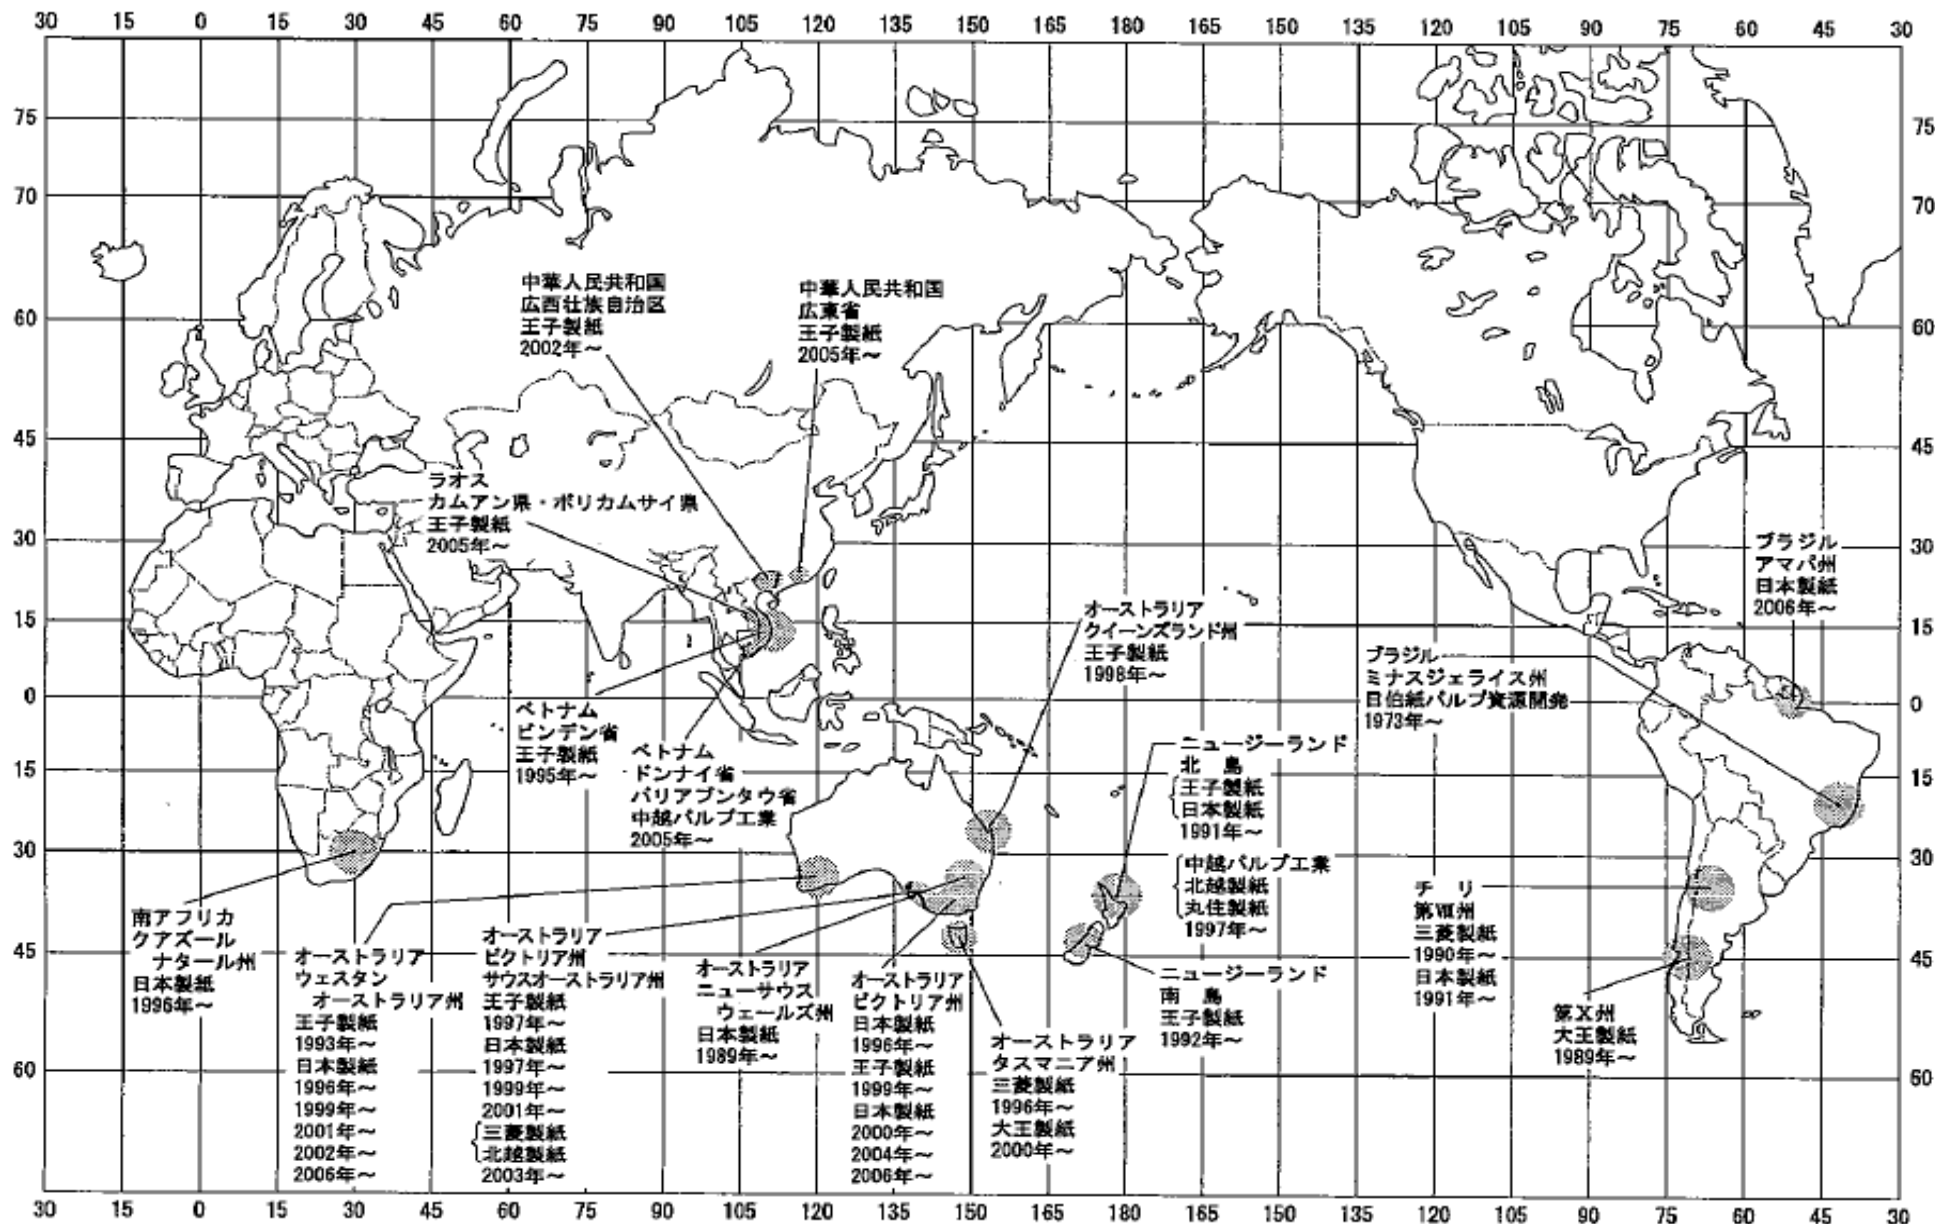 30 15 0 15 30 45 60 75 90 105 120 135 150 165 180 165 150 135 120 105 90 75 60 45 30
75 75
70 70
60 60
45 45
30 30
15 15
0 0
15 15
30 30
45 45
60 60
中華人民共和国
広西壮族自治区
王子製紙
2002年～
中華人民共和国
広東省
王子製紙
2005年～
ラオス
カムアン県・ボリカムサイ県
王子製紙
2005年～
ブラジル
アマパ州
日本製紙
2006年～
オーストラリア
クイーンズランド州
王子製紙
1998年～
ブラジル
ミナスジェライス州
日伯紙パルプ資源開発
1973年～
ベトナム
ビンデン省
王子製紙
1995年～
ベトナム
ドンナイ省
バリアブンタウ省
中越パルプ工業
2005年～
ニュージーランド
北　島
王子製紙
日本製紙
1991年～
中越パルプ工業
北越製紙
丸住製紙
1997年～
南アフリカ
クアズール
ナタール州
日本製紙
1996年～
オーストラリア
ウェスタン
オーストラリア州
王子製紙
1993年～
日本製紙
1996年～
1999年～
2001年～
2002年～
2006年～
オーストラリア
ビクトリア州
サウスオーストラリア州
王子製紙
1997年～
日本製紙
1997年～
1999年～
2001年～
三菱製紙
北越製紙
2003年～
オーストラリア
ニューサウス
ウェールズ州
日本製紙
1989年～
オーストラリア
ビクトリア州
日本製紙
1996年～
王子製紙
1999年～
日本製紙
2000年～
2004年～
2006年～
オーストラリア
タスマニア州
三菱製紙
1996年～
大王製紙
2000年～
ニュージーランド
南　島
王子製紙
1992年～
チ　リ
第Ⅷ州
三菱製紙
1990年～
日本製紙
1991年～
第Ⅹ州
大王製紙
1989年～
30 15 0 15 30 45 60 75 90 105 120 135 150 165 180 165 150 135 120 105 90 75 60 45 30